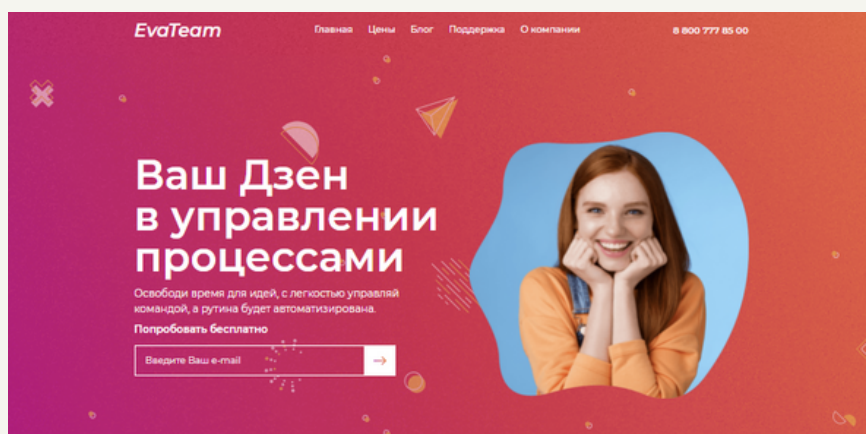 EvaTeam
Главная Цены Блог Поддержка О компании
8 800 777 85 00
Ваш Дзен
в управлении
процессами
Освободи время для идей, с легкостью управляй
командой, а рутина будет автоматизирована.
Попробовать бесплатно
Введите Ваш e-mail